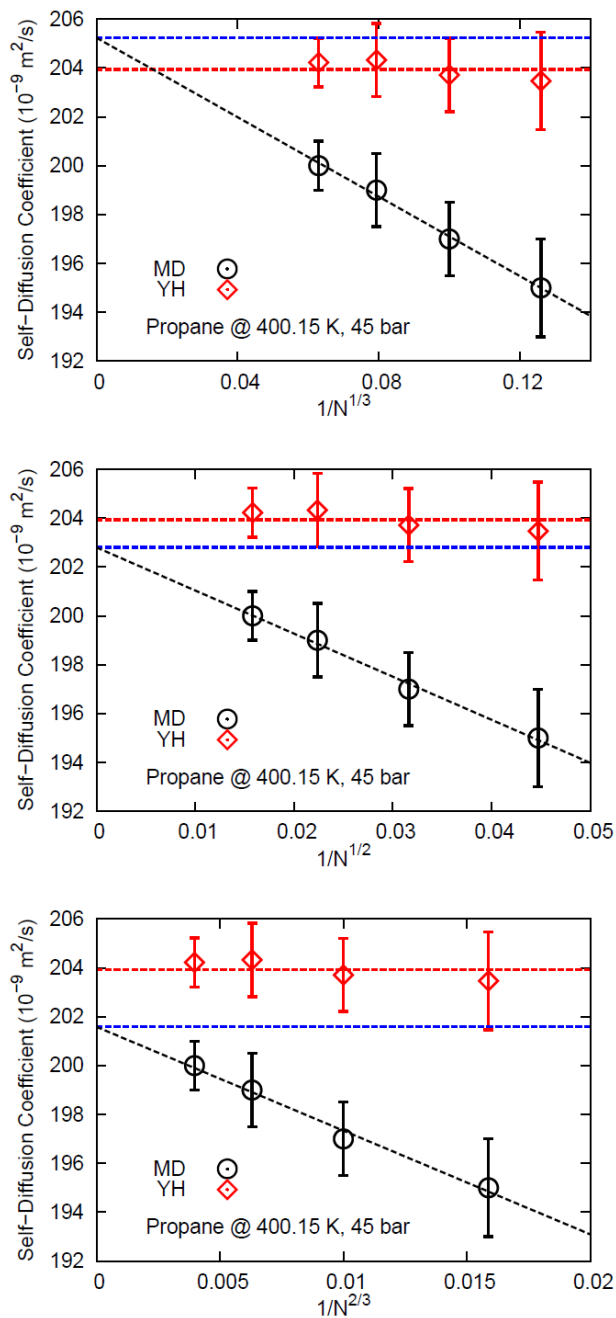 206
205
204
202
200
198
196
194
192
Self-Diffusion Coefficient (10⁻⁹ m²/s)
MD
YH
Propane @ 400.15 K, 45 bar
0 0.04 0.08 0.12
1/N^1/3
206
204
202
200
198
196
194
192
Self-Diffusion Coefficient (10⁻⁹ m²/s)
MD
YH
Propane @ 400.15 K, 45 bar
0 0.01 0.02 0.03 0.04 0.05
1/N^1/2
206
204
202
200
198
196
194
192
Self-Diffusion Coefficient (10⁻⁹ m²/s)
MD
YH
Propane @ 400.15 K, 45 bar
0 0.005 0.01 0.015 0.02
1/N^2/3